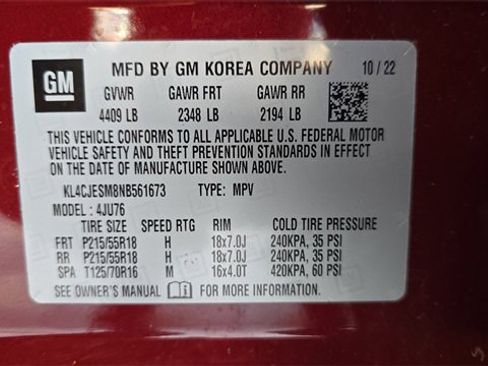 GM MFD BY GM KOREA COMPANY 10/22
GVWR GAWR FRT GAWR RR
4409 LB 2348 LB 2194 LB
THIS VEHICLE CONFORMS TO ALL APPLICABLE U.S. FEDERAL MOTOR
VEHICLE SAFETY AND THEFT PREVENTION STANDARDS IN EFFECT
ON THE DATE OF MANUFACTURE SHOWN ABOVE.
KL4CJESM8NB561673 TYPE: MPV
MODEL: 4JU76
TIRE SIZE SPEED RTG RIM COLD TIRE PRESSURE
FRT P215/55R18 H 18x7.0J 240KPA, 35 PSI
RR P215/55R18 H 18x7.0J 240KPA, 35 PSI
SPA T125/70R16 M 16x4.0T 420KPA, 60 PSI
SEE OWNER'S MANUAL FOR MORE INFORMATION.